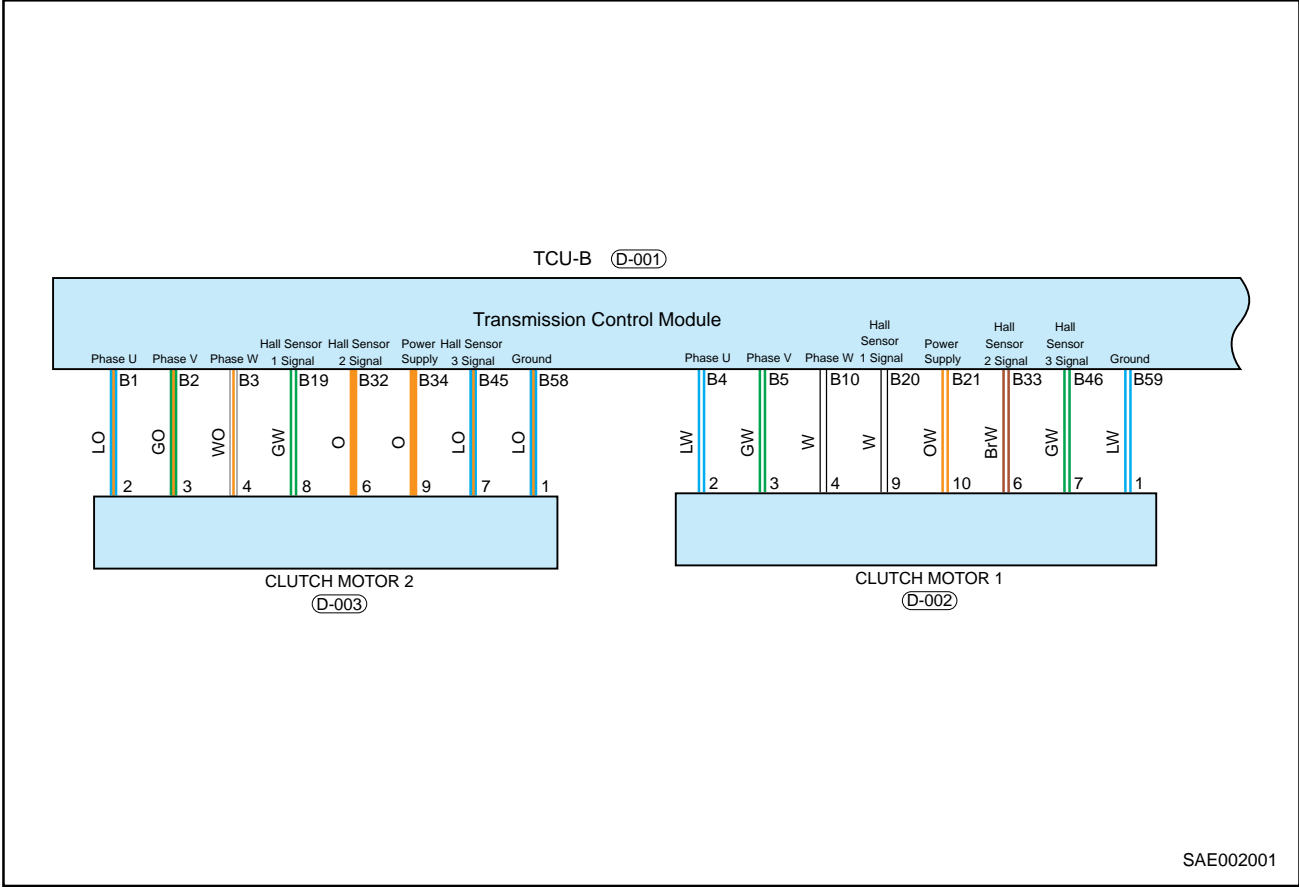 TCU-B D-001
Transmission Control Module
Phase U
Phase V
Phase W
Hall Sensor
1 Signal
Hall Sensor
2 Signal
Power
Supply
Hall Sensor
3 Signal
Ground
Phase U
Phase V
Phase W
Hall
Sensor
1 Signal
Power
Supply
Hall
Sensor
2 Signal
Hall
Sensor
3 Signal
Ground
B1 B2 B3 B19 B32 B34 B45 B58 B4 B5 B10 B20 B21 B33 B46 B59
LO GO WO GW O O LO LO LW GW W W OW BrW GW LW
2 3 4 8 6 9 7 1 2 3 4 9 10 6 7 1
CLUTCH MOTOR 2
D-003
CLUTCH MOTOR 1
D-002
SAE002001